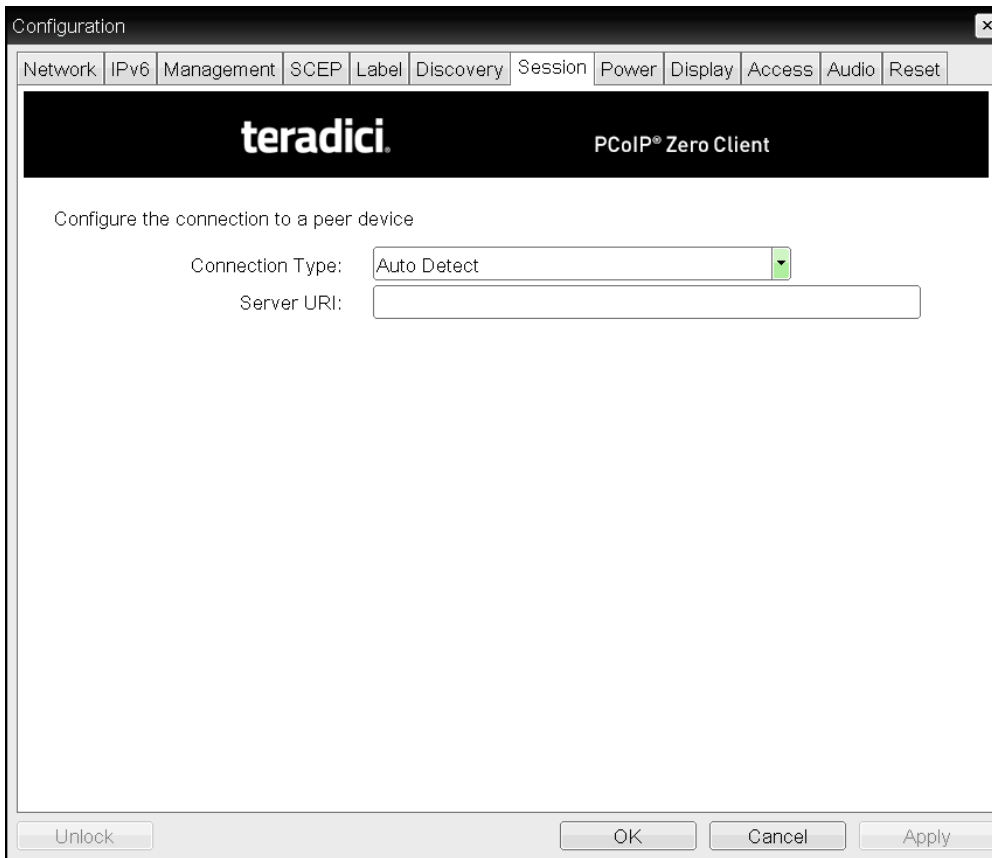 Configuration
Network IPv6 Management SCEP Label Discovery Session Power Display Access Audio Reset
teradici. PCoIP® Zero Client
Configure the connection to a peer device
Connection Type: Auto Detect
Server URI:
Unlock OK Cancel Apply